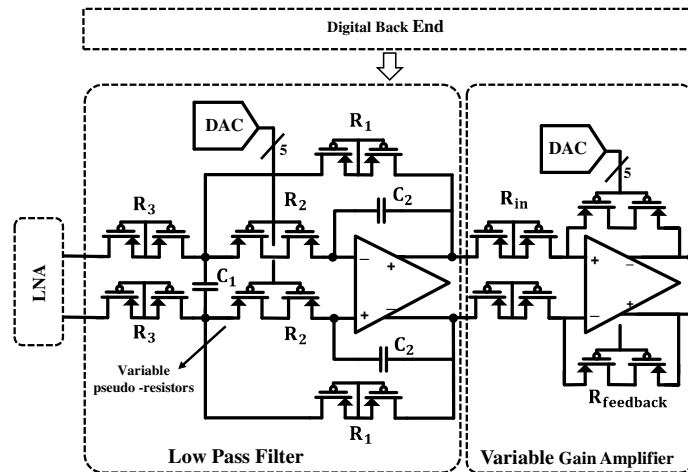 Digital Back End
DAC
5
R1
DAC
5
R3
R2
C2
Rin
LNA
− +
+ −
C1
+ −
− +
R3
R2
C2
Variable
pseudo -resistors
Rfeedback
R1
Low Pass Filter
Variable Gain Amplifier